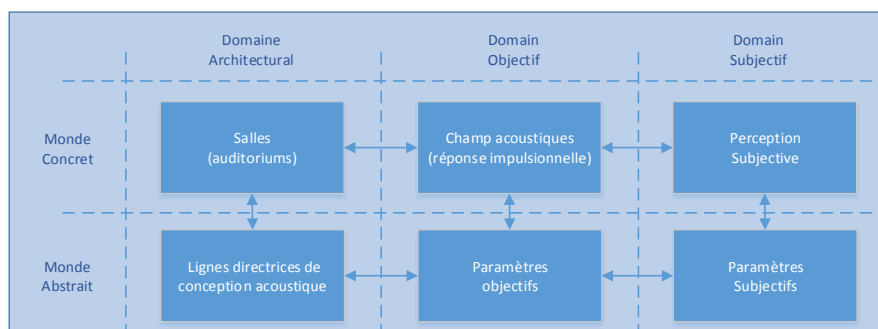 Domaine
Architectural
Domain
Objectif
Domain
Subjectif
Monde
Concret
Salles
(auditoriums)
Champ acoustiques
(réponse impulsionnelle)
Perception
Subjective
Monde
Abstrait
Lignes directrices de
conception acoustique
Paramètres
objectifs
Paramètres
Subjectifs